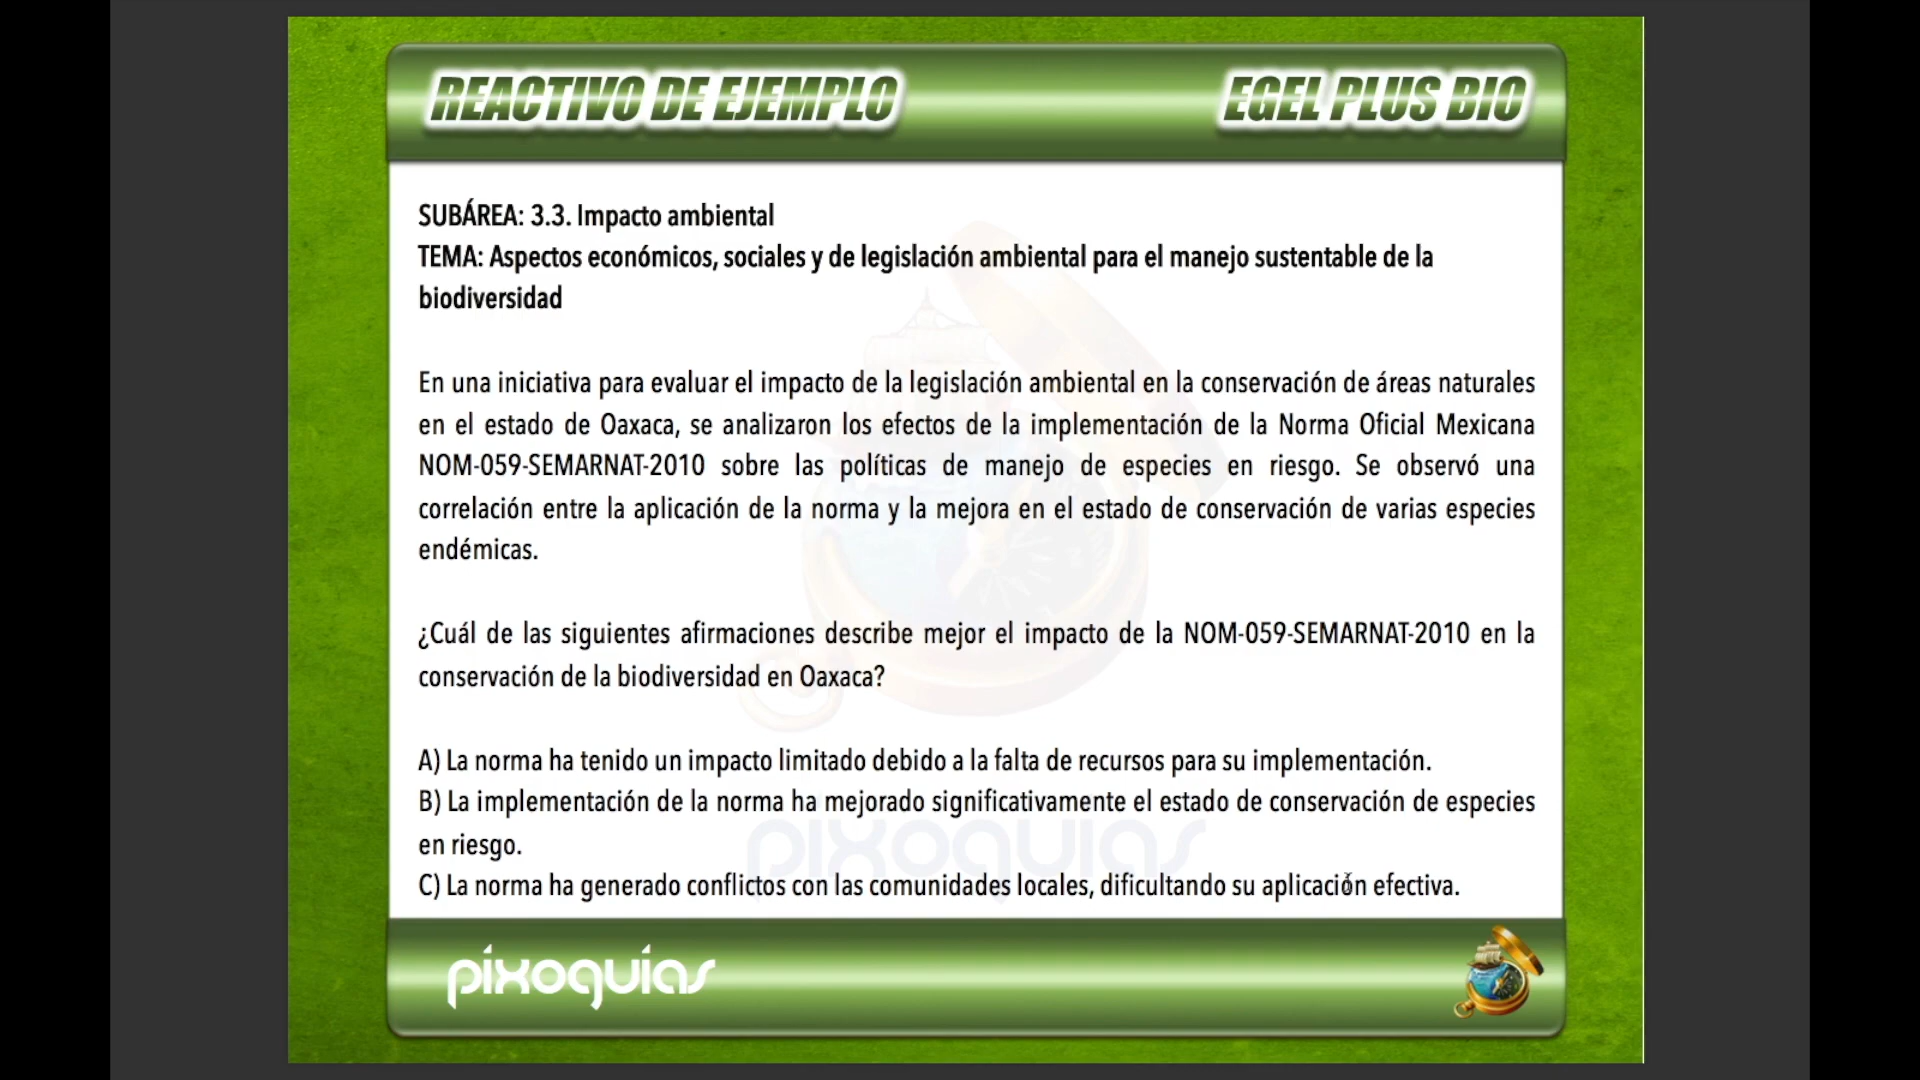 REACTIVO DE EJEMPLO EGEL PLUS BIO
SUBÁREA: 3.3. Impacto ambiental
TEMA: Aspectos económicos, sociales y de legislación ambiental para el manejo sustentable de la
biodiversidad
En una iniciativa para evaluar el impacto de la legislación ambiental en la conservación de áreas naturales
en el estado de Oaxaca, se analizaron los efectos de la implementación de la Norma Oficial Mexicana
NOM-059-SEMARNAT-2010 sobre las políticas de manejo de especies en riesgo. Se observó una
correlación entre la aplicación de la norma y la mejora en el estado de conservación de varias especies
endémicas.
¿Cuál de las siguientes afirmaciones describe mejor el impacto de la NOM-059-SEMARNAT-2010 en la
conservación de la biodiversidad en Oaxaca?
A) La norma ha tenido un impacto limitado debido a la falta de recursos para su implementación.
B) La implementación de la norma ha mejorado significativamente el estado de conservación de especies
en riesgo.
pixoquias
C) La norma ha generado conflictos con las comunidades locales, dificultando su aplicación efectiva.
pixoquias